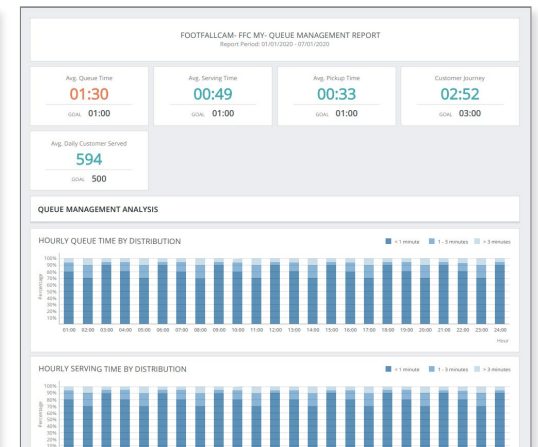 FOOTFALLCAM- FFC MY- QUEUE MANAGEMENT REPORT
Report Period: 01/01/2020 - 07/01/2020
Avg. Queue Time
01:30
GOAL 01:00
Avg. Serving Time
00:49
GOAL 01:00
Avg. Pickup Time
00:33
GOAL 01:00
Customer Journey
02:52
GOAL 03:00
Avg. Daily Customer Served
594
GOAL 500
QUEUE MANAGEMENT ANALYSIS
HOURLY QUEUE TIME BY DISTRIBUTION
< 1 minute 1 - 3 minutes > 3 minutes
Percentage
100%
90%
80%
70%
60%
50%
40%
30%
20%
10%
01:00 02:00 03:00 04:00 05:00 06:00 07:00 08:00 09:00 10:00 11:00 12:00 13:00 14:00 15:00 16:00 17:00 18:00 19:00 20:00 21:00 22:00 23:00 24:00
Hour
HOURLY SERVING TIME BY DISTRIBUTION
< 1 minute 1 - 3 minutes > 3 minutes
Percentage
100%
90%
80%
70%
60%
50%
40%
30%
20%